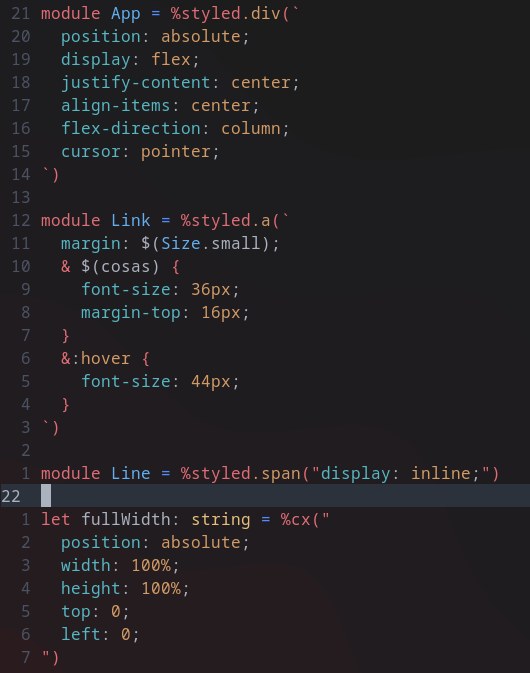 21 module App = %styled.div(`
20   position: absolute;
19   display: flex;
18   justify-content: center;
17   align-items: center;
16   flex-direction: column;
15   cursor: pointer;
14 `)
13
12 module Link = %styled.a(`
11   margin: $(Size.small);
10   & $(cosas) {
9     font-size: 36px;
8     margin-top: 16px;
7   }
6   &:hover {
5     font-size: 44px;
4   }
3 `)
2
1 module Line = %styled.span("display: inline;")
22
1 let fullWidth: string = %cx("
2   position: absolute;
3   width: 100%;
4   height: 100%;
5   top: 0;
6   left: 0;
7 ")